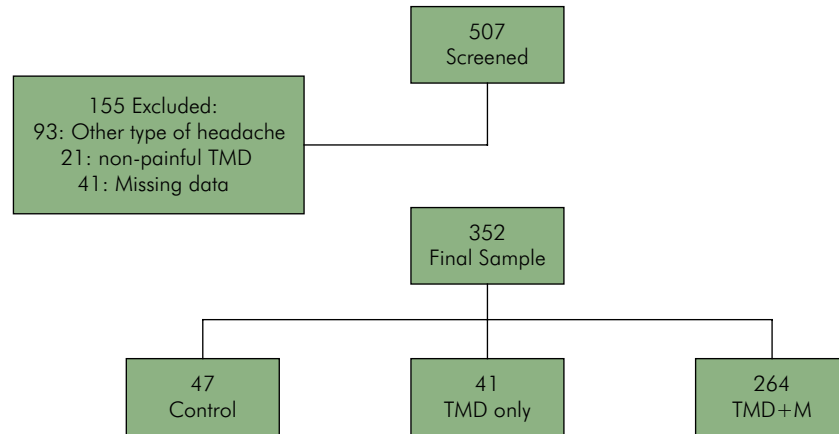 507
Screened
155 Excluded:
93: Other type of headache
21: non-painful TMD
41: Missing data
352
Final Sample
47
Control
41
TMD only
264
TMD+M